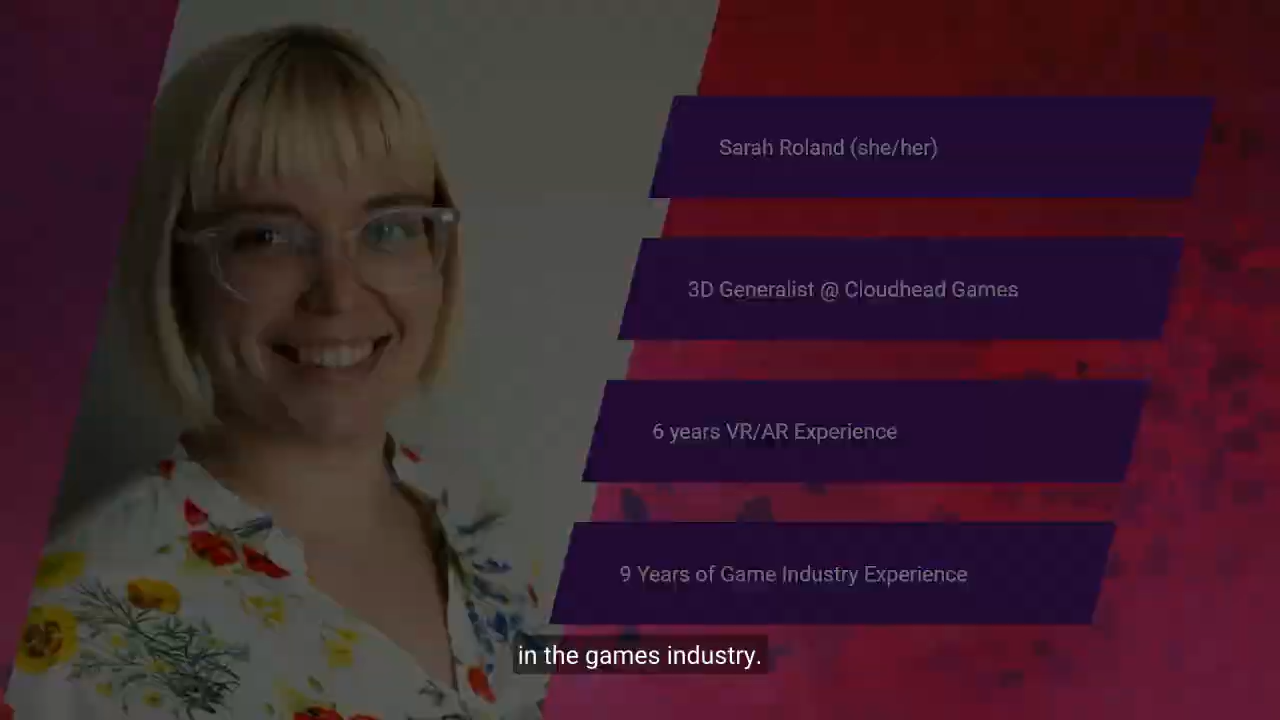 Sarah Roland (she/her)
3D Generalist @ Cloudhead Games
6 years VR/AR Experience
9 Years of Game Industry Experience
in the games industry.